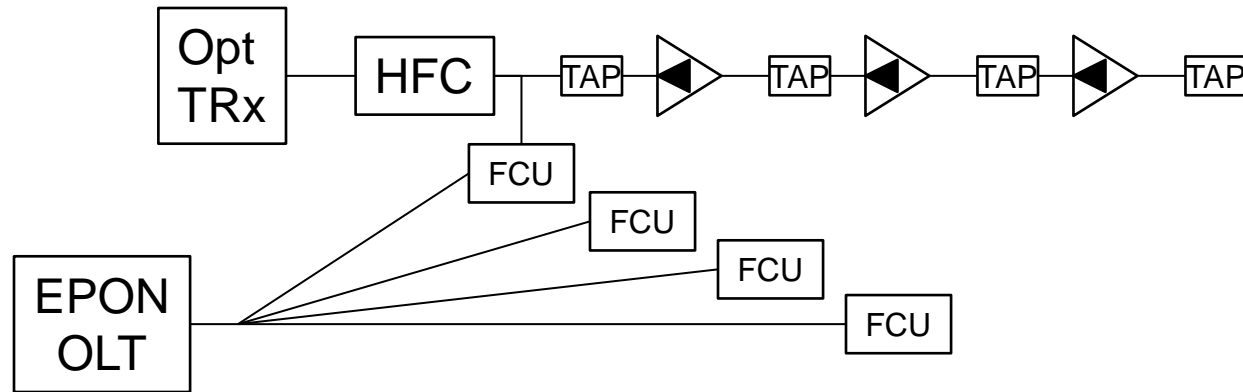 Opt
TRx
HFC
TAP
TAP
TAP
TAP
FCU
FCU
FCU
FCU
EPON
OLT